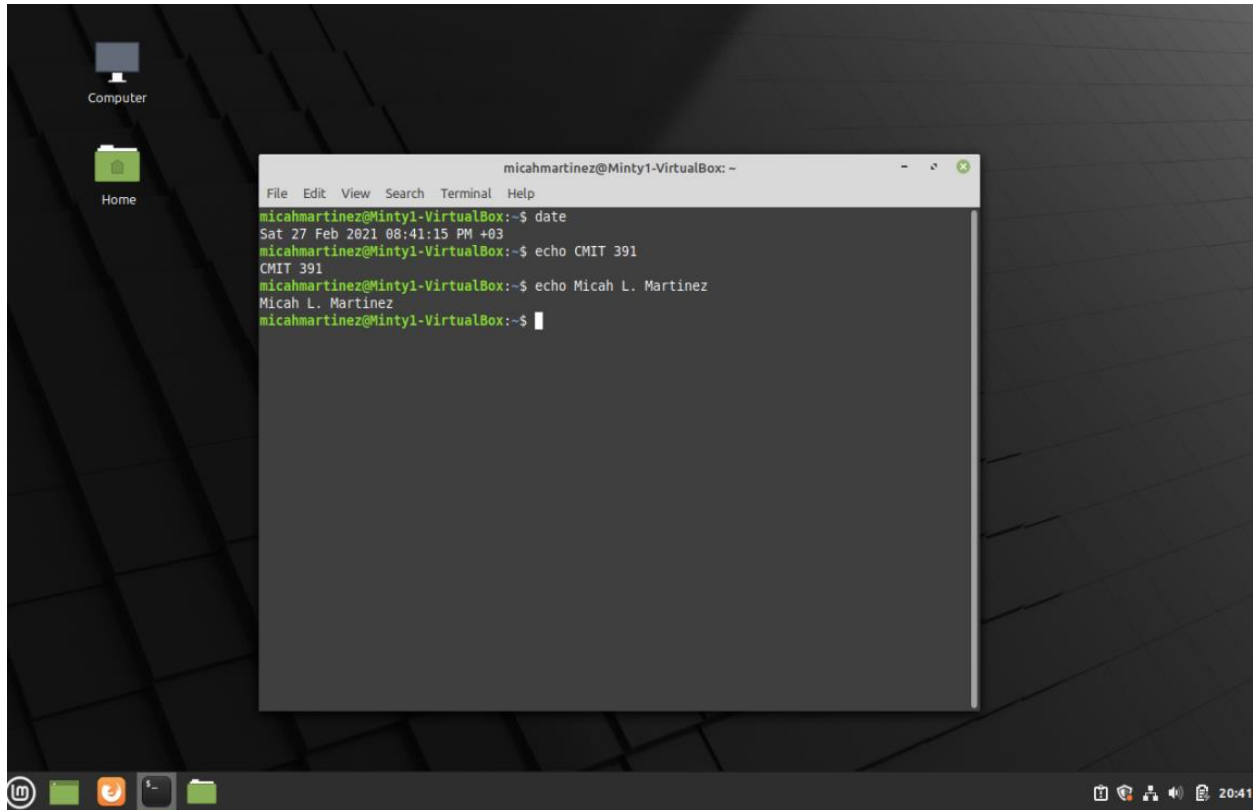 Computer
Home
micahmartinez@Minty1-VirtualBox: ~
File Edit View Search Terminal Help
micahmartinez@Minty1-VirtualBox:~$ date
Sat 27 Feb 2021 08:41:15 PM +03
micahmartinez@Minty1-VirtualBox:~$ echo CMIT 391
CMIT 391
micahmartinez@Minty1-VirtualBox:~$ echo Micah L. Martinez
Micah L. Martinez
micahmartinez@Minty1-VirtualBox:~$
20:41